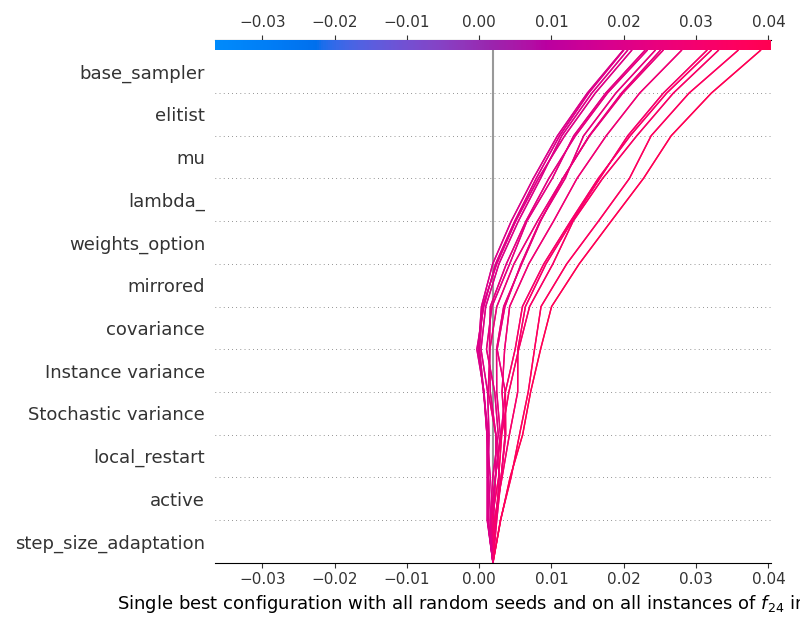 −0.03 −0.02 −0.01 0.00 0.01 0.02 0.03 0.04
base_sampler
elitist
mu
lambda_
weights_option
mirrored
covariance
Instance variance
Stochastic variance
local_restart
active
step_size_adaptation
−0.03 −0.02 −0.01 0.00 0.01 0.02 0.03 0.04
Single best configuration with all random seeds and on all instances of f24